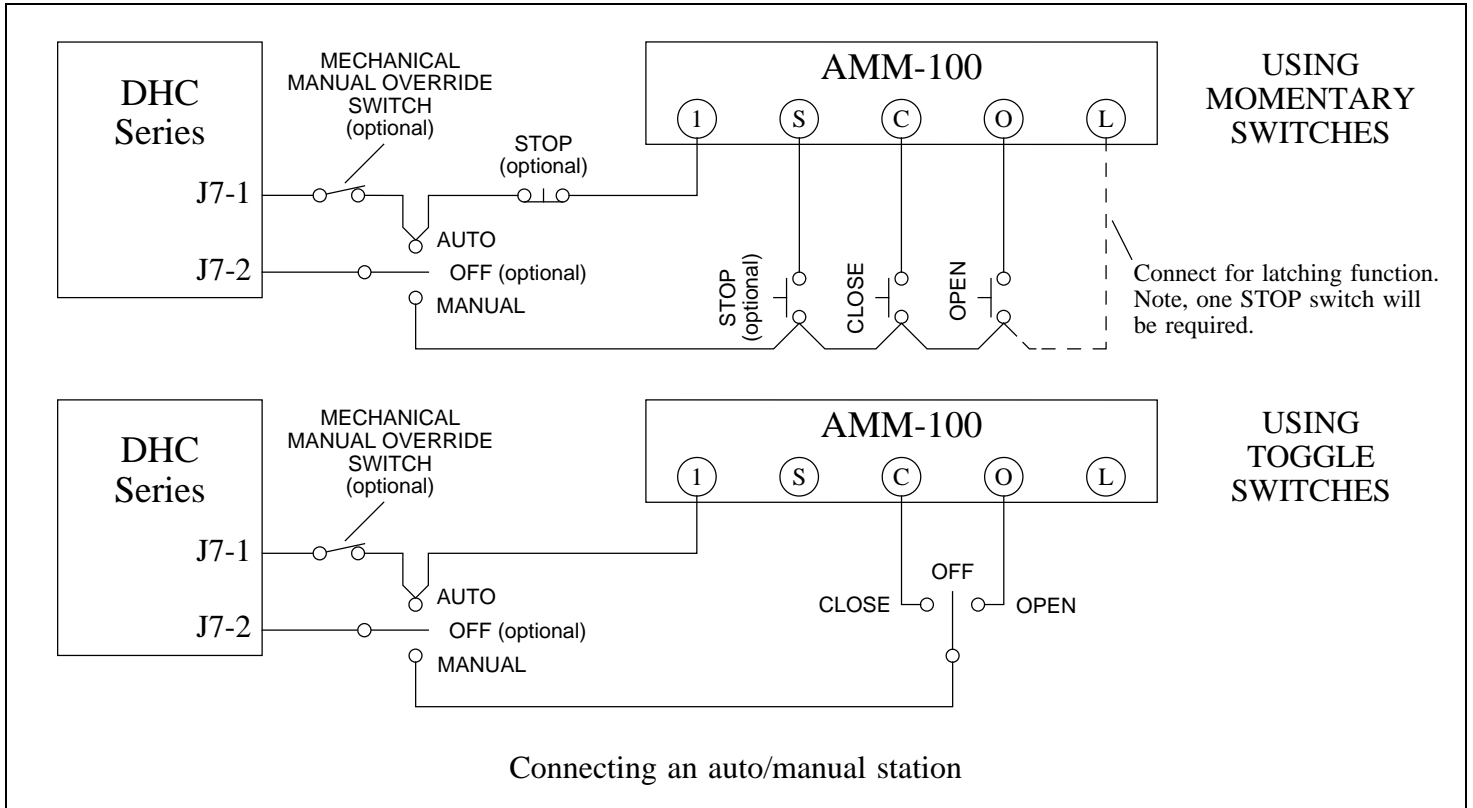 DHC
Series
J7-1
J7-2
MECHANICAL
MANUAL OVERRIDE
SWITCH
(optional)
STOP
(optional)
AUTO
OFF (optional)
MANUAL
AMM-100
1 S C O L
STOP
(optional)
CLOSE
OPEN
Connect for latching function.
Note, one STOP switch will
be required.
USING
MOMENTARY
SWITCHES
DHC
Series
J7-1
J7-2
MECHANICAL
MANUAL OVERRIDE
SWITCH
(optional)
AUTO
OFF (optional)
MANUAL
AMM-100
1 S C O L
OFF
CLOSE
OPEN
USING
TOGGLE
SWITCHES
Connecting an auto/manual station